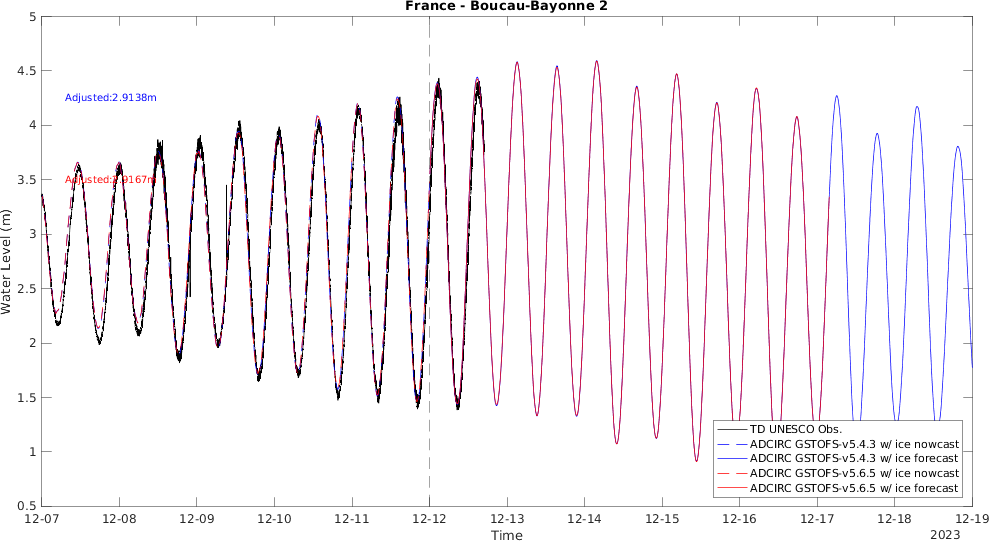 France - Boucau-Bayonne 2
5
4.5
4
3.5
3
2.5
2
1.5
1
0.5
Water Level (m)
Adjusted:2.9138m
Adjusted:2.9167m
TD UNESCO Obs.
ADCIRC GSTOFS-v5.4.3 w/ ice nowcast
ADCIRC GSTOFS-v5.4.3 w/ ice forecast
ADCIRC GSTOFS-v5.6.5 w/ ice nowcast
ADCIRC GSTOFS-v5.6.5 w/ ice forecast
12-07 12-08 12-09 12-10 12-11 12-12 12-13 12-14 12-15 12-16 12-17 12-18 12-19
Time
2023